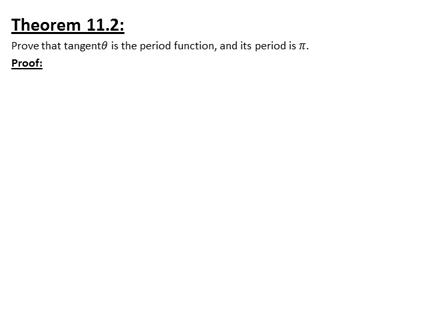 Theorem 11.2:
Prove that tangentθ is the period function, and its period is π.
Proof: